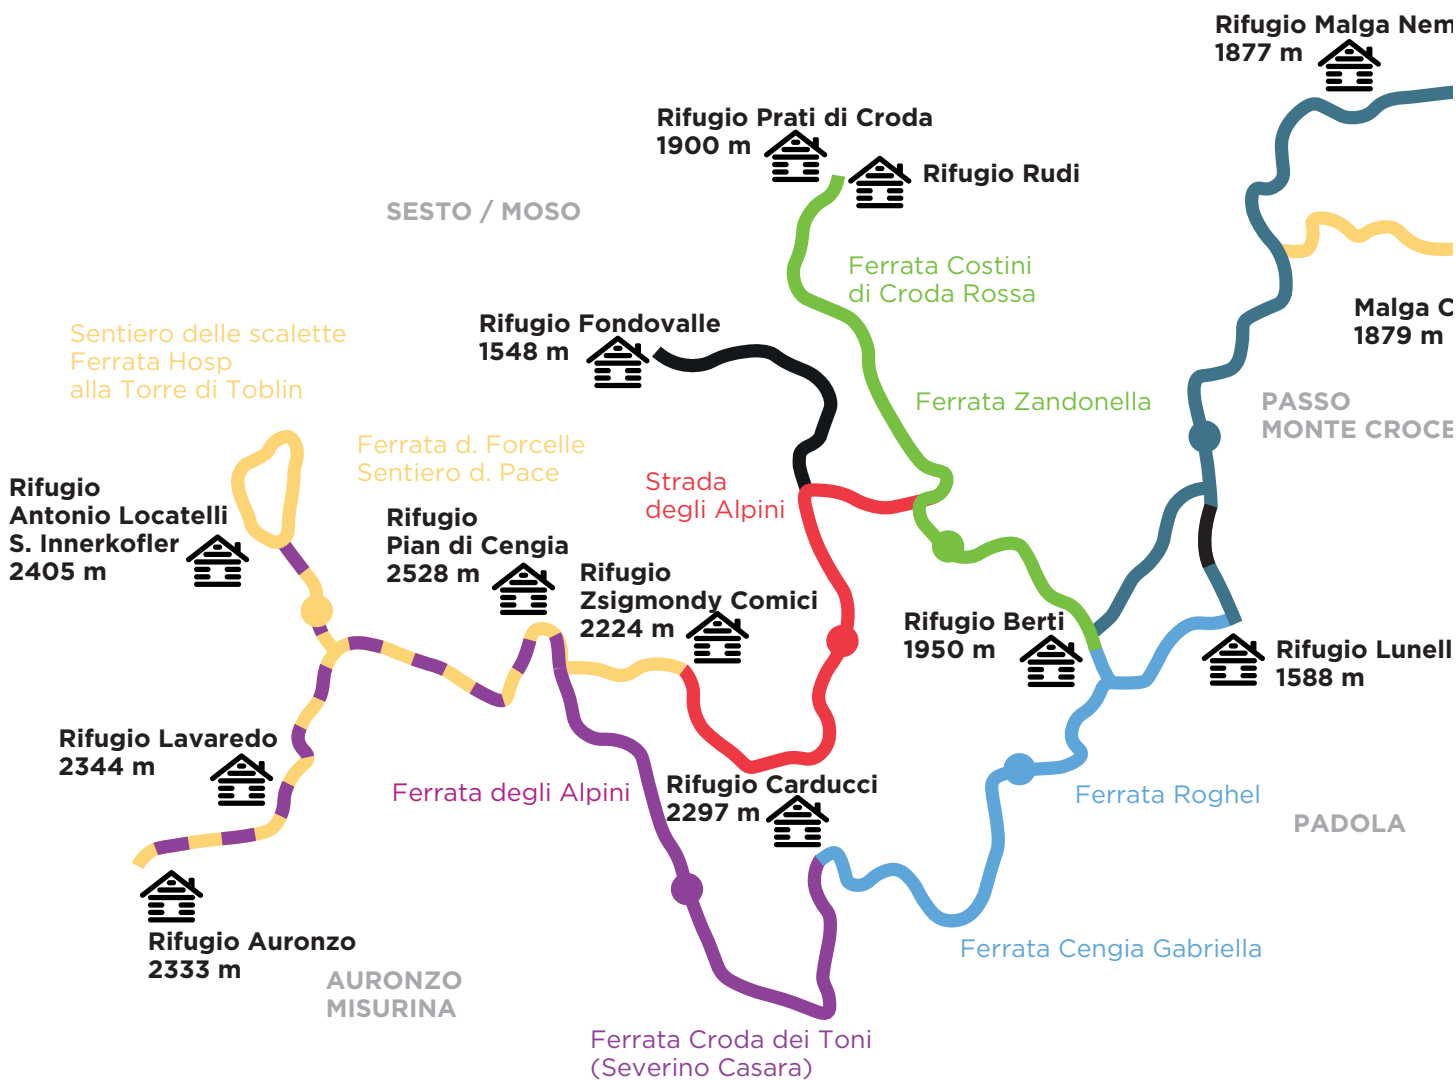 Rifugio Malga Nem
1877 m
Rifugio Prati di Croda
1900 m
Rifugio Rudi
SESTO / MOSO
Ferrata Costini
di Croda Rossa
Rifugio Fondovalle
1548 m
Malga C
1879 m
Sentiero delle scalette
Ferrata Hosp
alla Torre di Toblin
Ferrata Zandonella
PASSO
MONTE CROCE
Ferrata d. Forcelle
Sentiero d. Pace
Strada
degli Alpini
Rifugio
Antonio Locatelli
S. Innerkofler
2405 m
Rifugio
Pian di Cengia
2528 m
Rifugio
Zsigmondy Comici
2224 m
Rifugio Berti
1950 m
Rifugio Lunell
1588 m
Rifugio Lavaredo
2344 m
Ferrata degli Alpini
Rifugio Carducci
2297 m
Ferrata Roghel
PADOLA
Rifugio Auronzo
2333 m
AURONZO
MISURINA
Ferrata Cengia Gabriella
Ferrata Croda dei Toni
(Severino Casara)